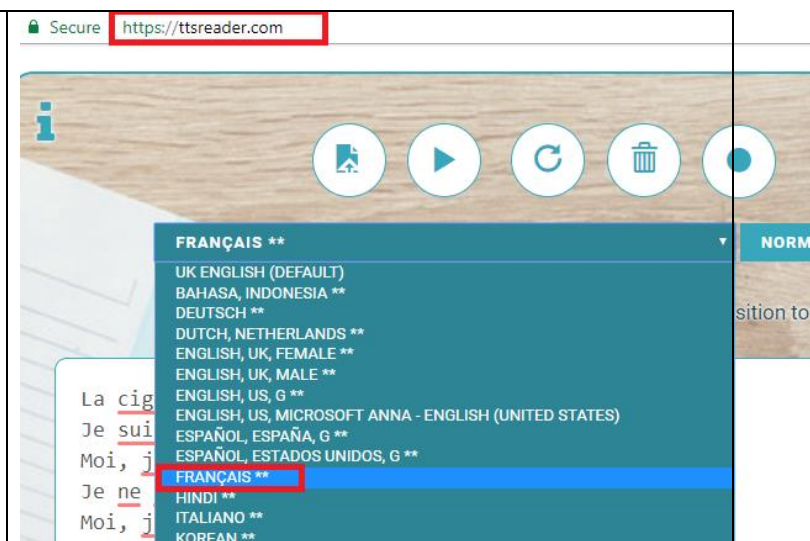 Secure https://ttsreader.com
FRANÇAIS ** NORM
UK ENGLISH (DEFAULT)
BAHASA, INDONESIA **
DEUTSCH **
DUTCH, NETHERLANDS **
sition to
ENGLISH, UK, FEMALE **
ENGLISH, UK, MALE **
ENGLISH, US, G **
ENGLISH, US, MICROSOFT ANNA - ENGLISH (UNITED STATES)
ESPAÑOL, ESPAÑA, G **
ESPAÑOL, ESTADOS UNIDOS, G **
FRANÇAIS **
HINDI **
ITALIANO **
KOREAN **
La cig
Je sui
Moi, j
Je ne
Moi, j